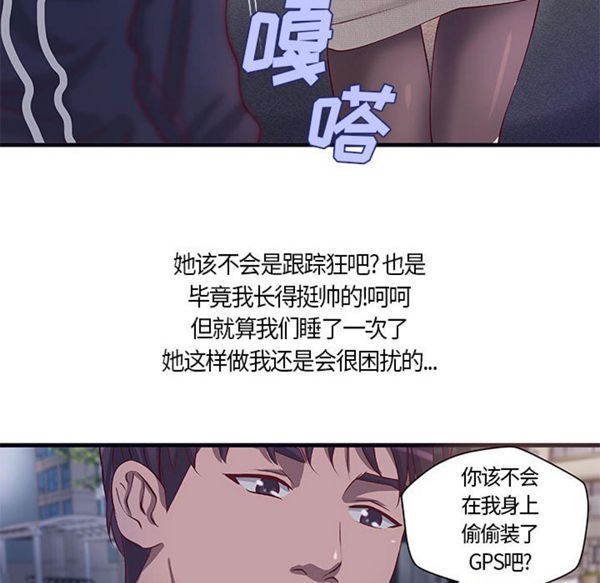 嘎
嗒
她该不会是跟踪狂吧?也是
毕竟我长得挺帅的!呵呵
但就算我们睡了一次了
她这样做我还是会很困扰的...
你该不会
在我身上
偷偷装了
GPS吧?